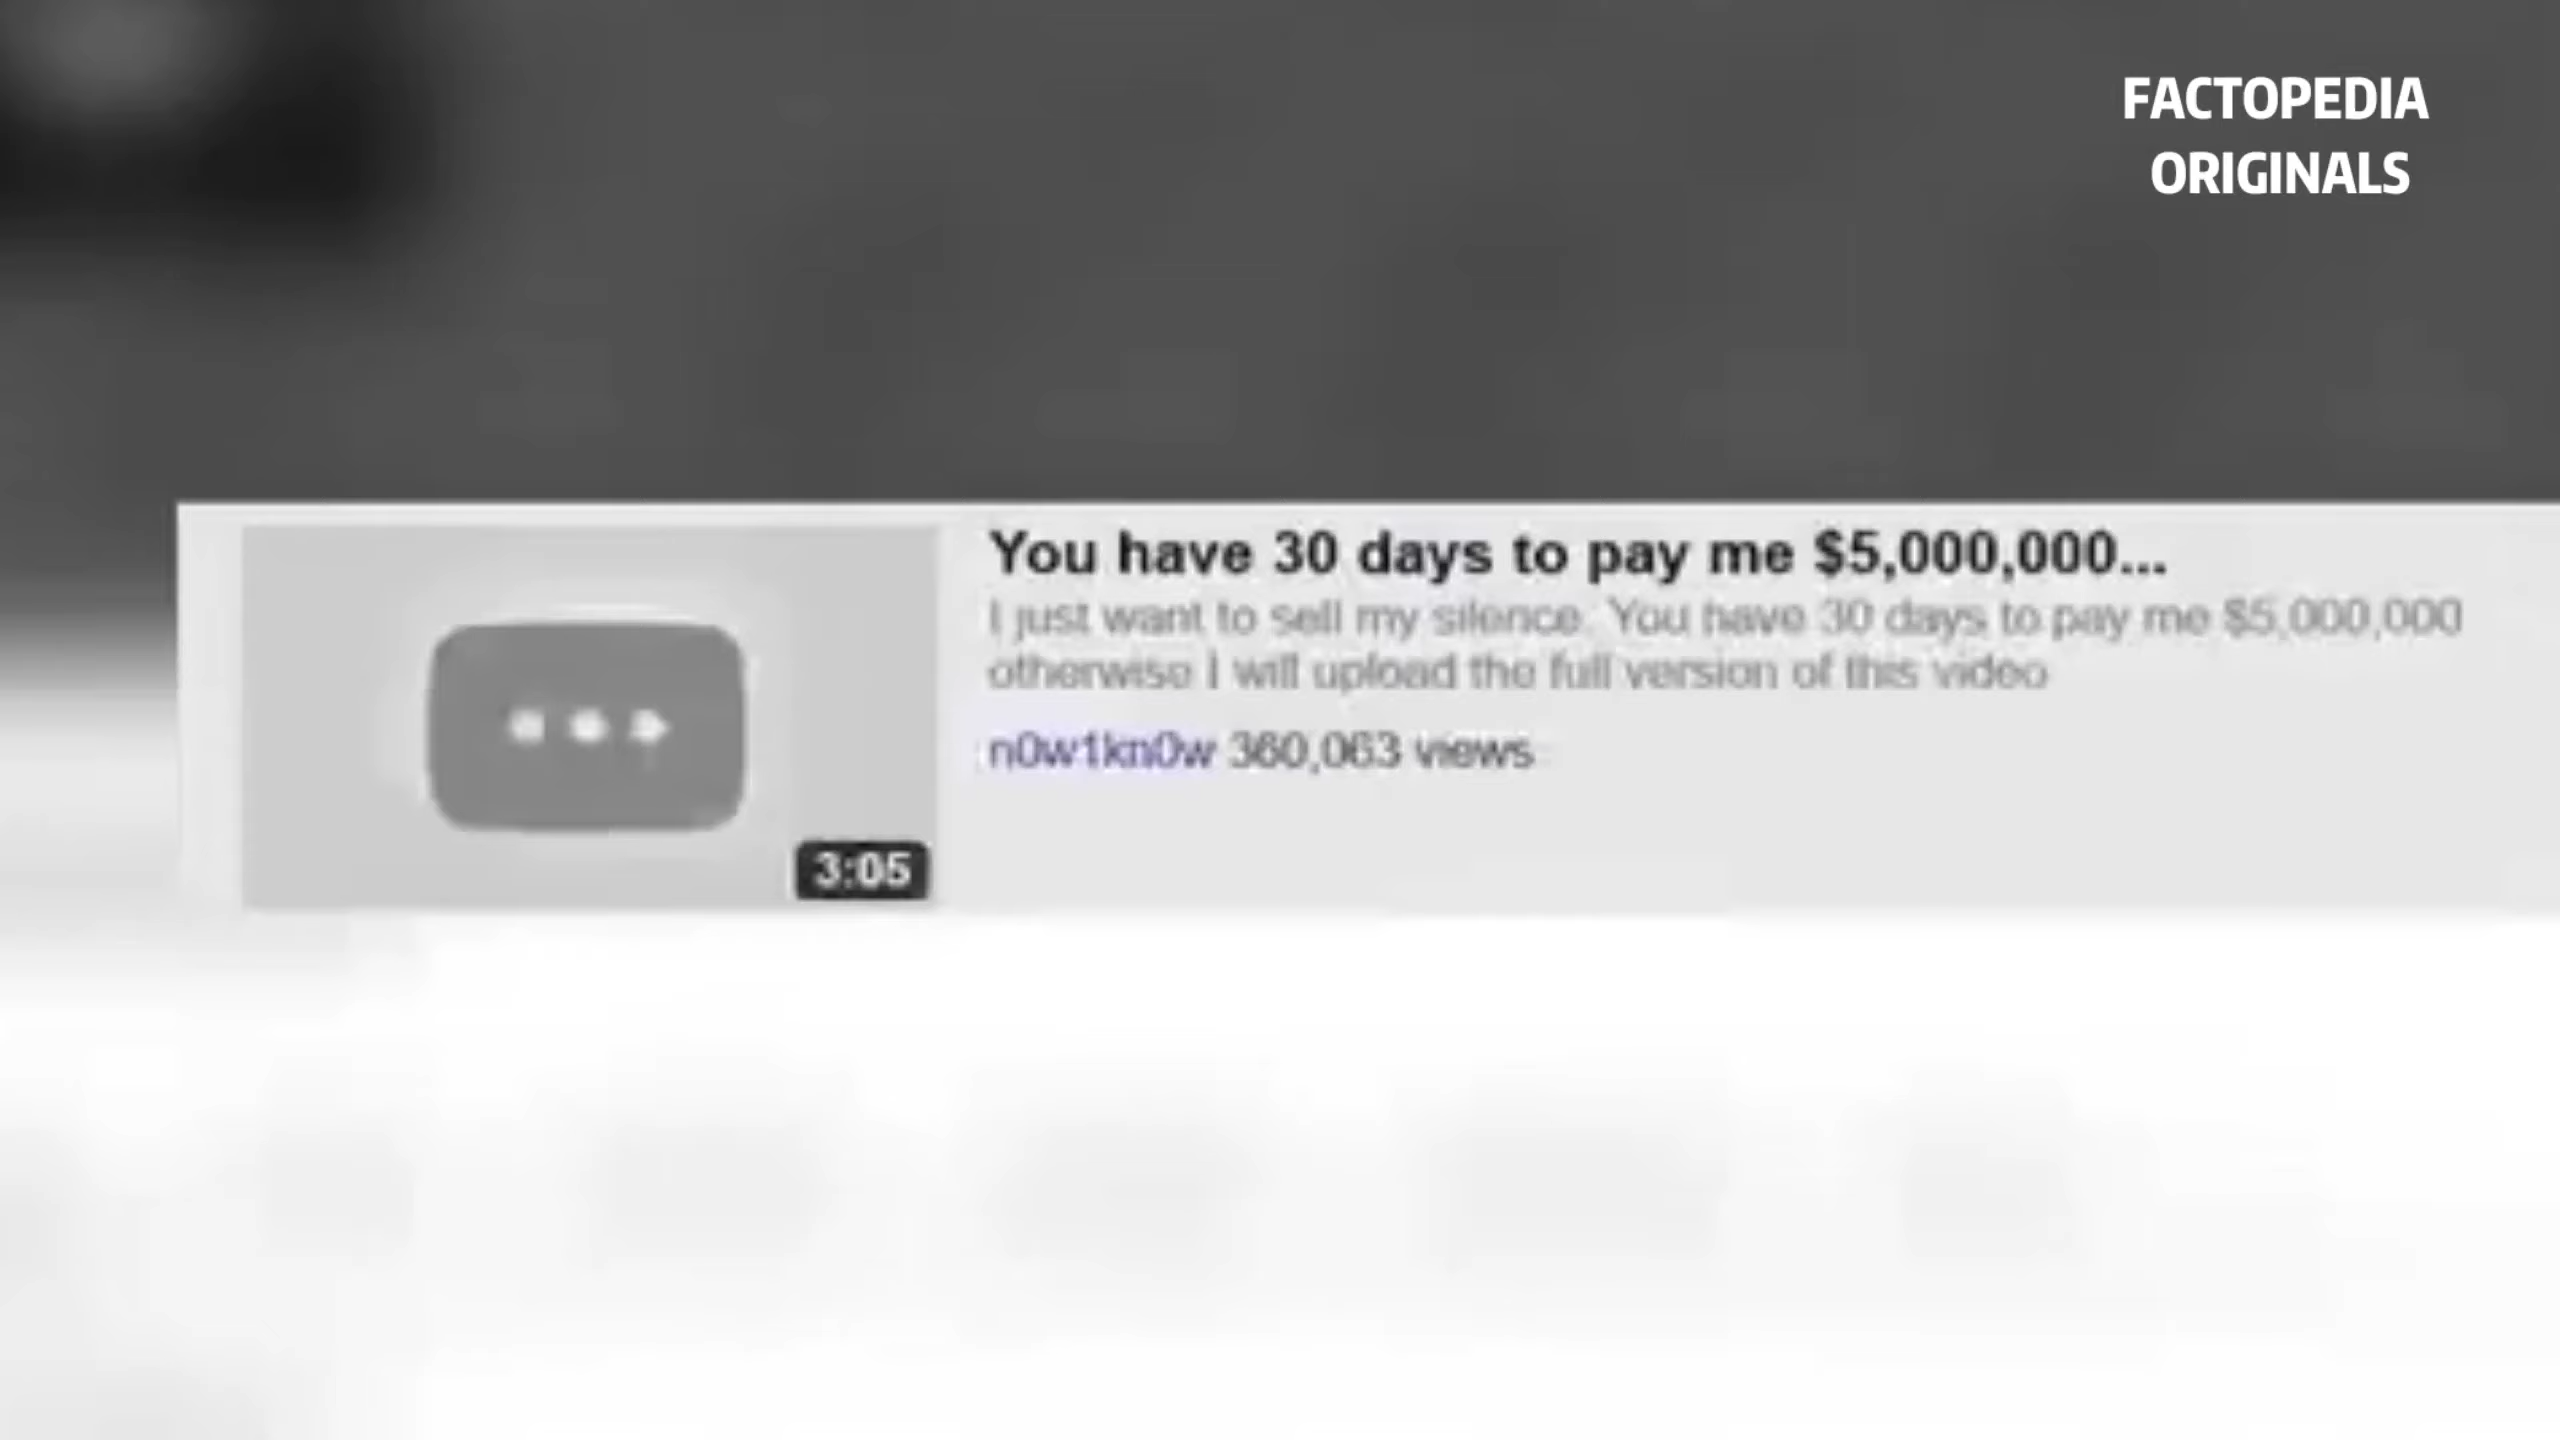 FACTOPEDIA
ORIGINALS
You have 30 days to pay me $5,000,000...
I just want to sell my silence. You have 30 days to pay me $5,000,000
otherwise I will upload the full version of this video
n0w1kn0w 360,063 views
3:05